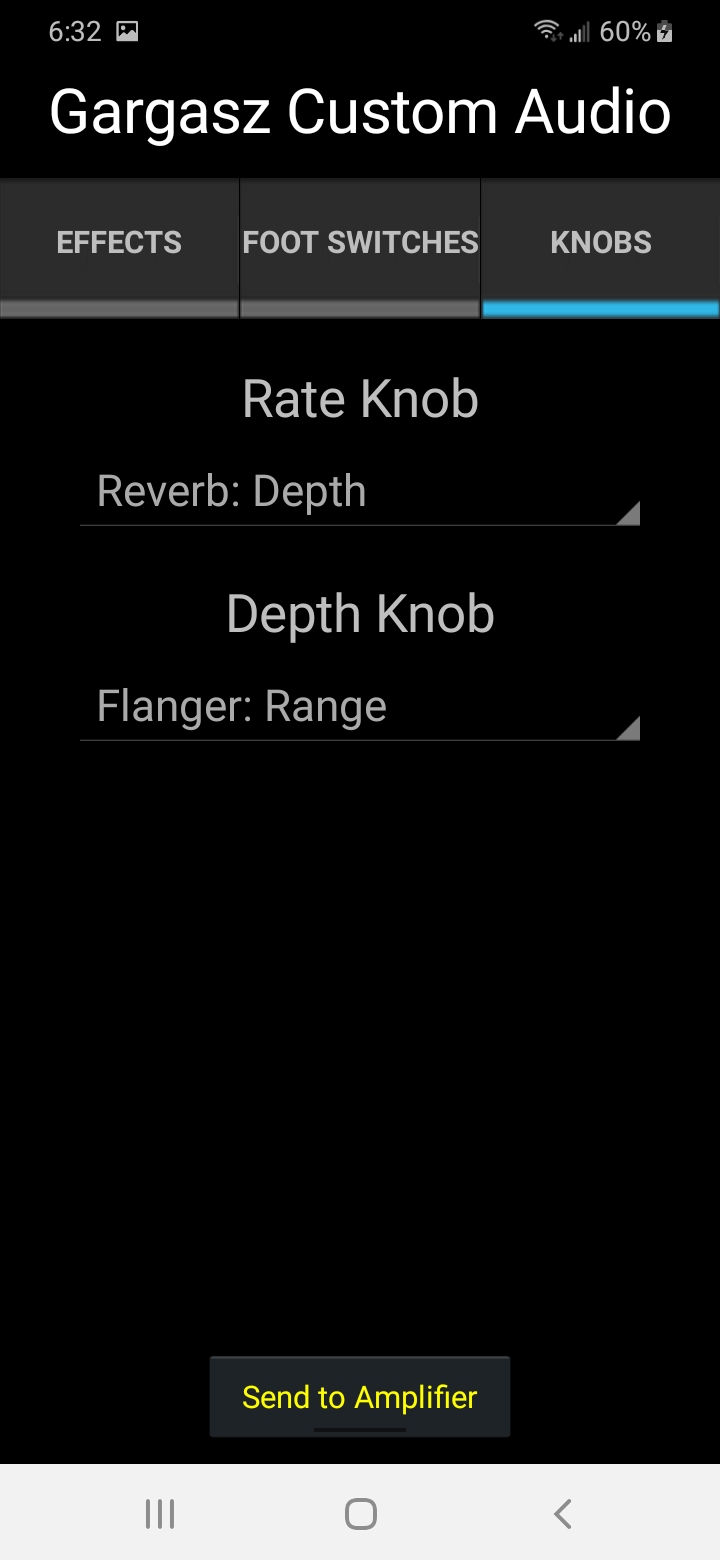 6:32 60%
Gargasz Custom Audio
EFFECTS FOOT SWITCHES KNOBS
Rate Knob
Reverb: Depth
Depth Knob
Flanger: Range
Send to Amplifier